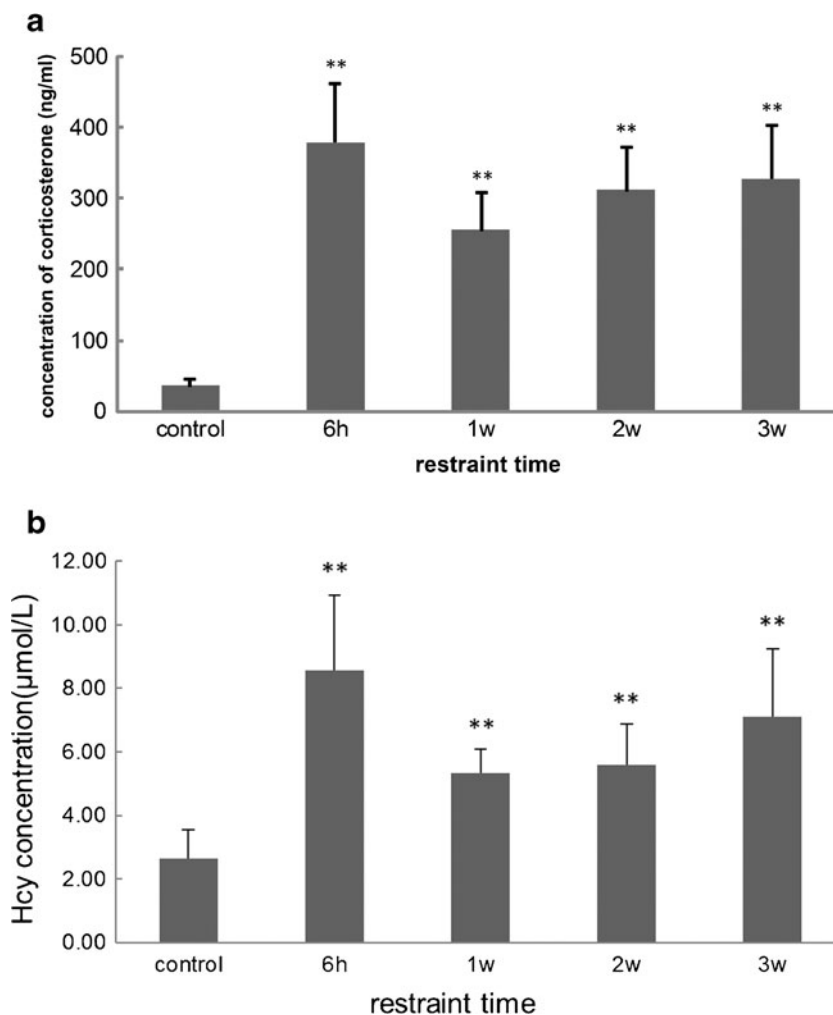 a
concentration of corticosterone (ng/ml)
500
400
300
200
100
0
**
**
**
**
control 6h 1w 2w 3w
restraint time
b
Hcy concentration(μmol/L)
12.00
10.00
8.00
6.00
4.00
2.00
0.00
**
**
**
**
control 6h 1w 2w 3w
restraint time